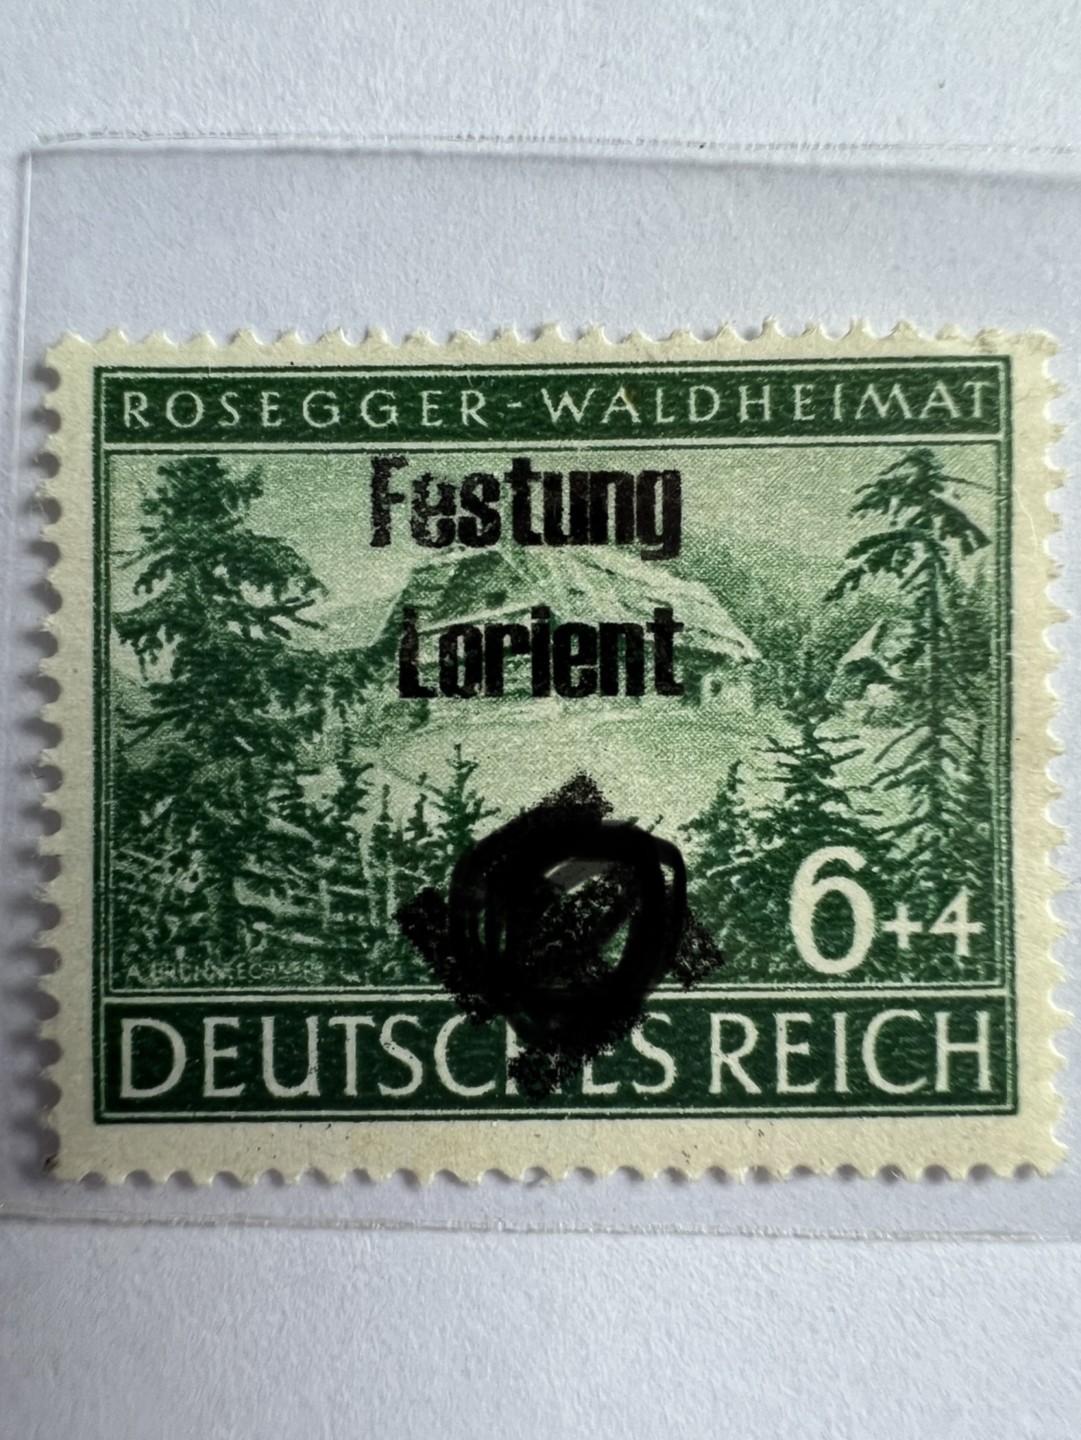 ROSEGGER-WALDHEIMAT
Festung
Lorient
6+4
DEUTSCHES REICH